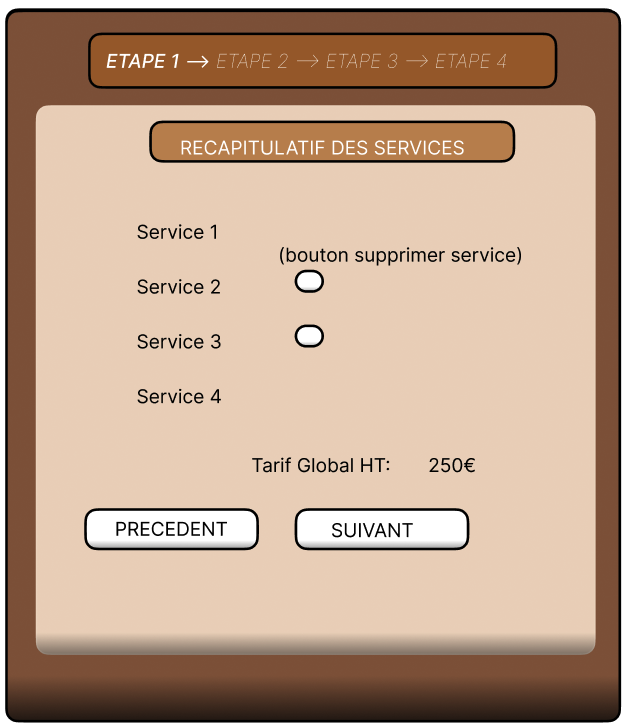 ETAPE 1 → ETAPE 2 → ETAPE 3 → ETAPE 4
RECAPITULATIF DES SERVICES
Service 1
(bouton supprimer service)
Service 2
Service 3
Service 4
Tarif Global HT: 250€
PRECEDENT SUIVANT